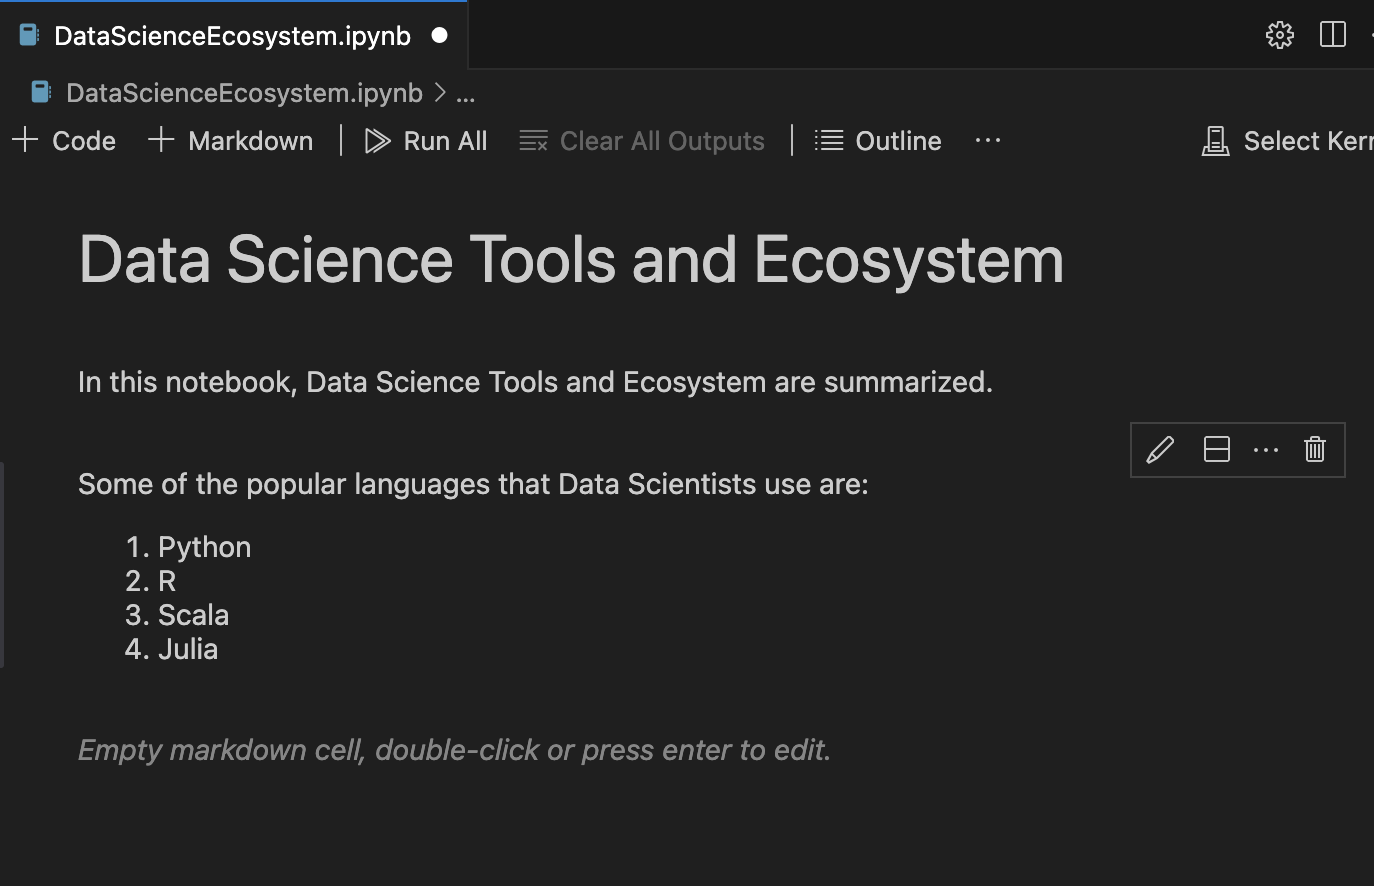 DataScienceEcosystem.ipynb
DataScienceEcosystem.ipynb > ...
+ Code + Markdown | Run All Clear All Outputs | Outline ... Select Kern
Data Science Tools and Ecosystem
In this notebook, Data Science Tools and Ecosystem are summarized.
Some of the popular languages that Data Scientists use are:
1. Python
2. R
3. Scala
4. Julia
Empty markdown cell, double-click or press enter to edit.